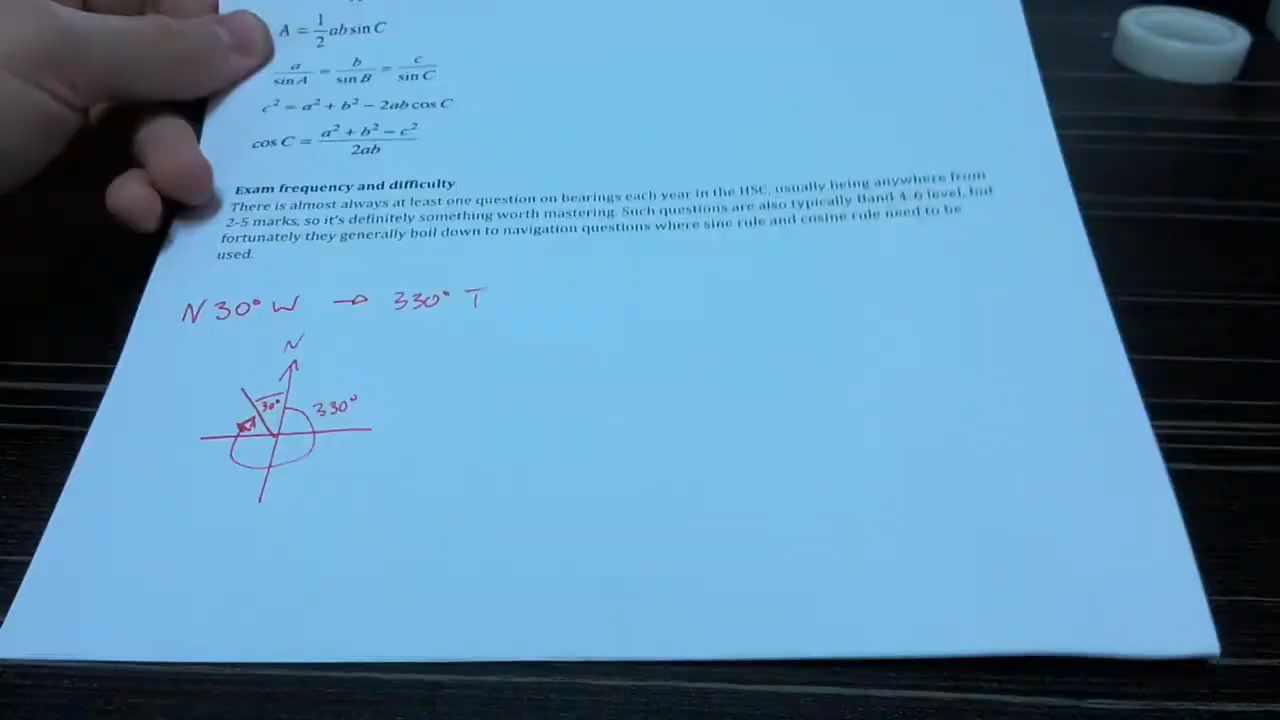 A = 1/2 ab sin C
a/sin A = b/sin B = c/sin C
c² = a² + b² − 2ab cos C
cos C = (a² + b² − c²)/2ab
Exam frequency and difficulty
There is almost always at least one question on bearings each year in the HSC, usually being anywhere from
2-5 marks, so it's definitely something worth mastering. Such questions are also typically Band 4-6 level, but
fortunately they generally boil down to navigation questions where sine rule and cosine rule need to be
used.
N 30° W → 330° T
N
30°
330°